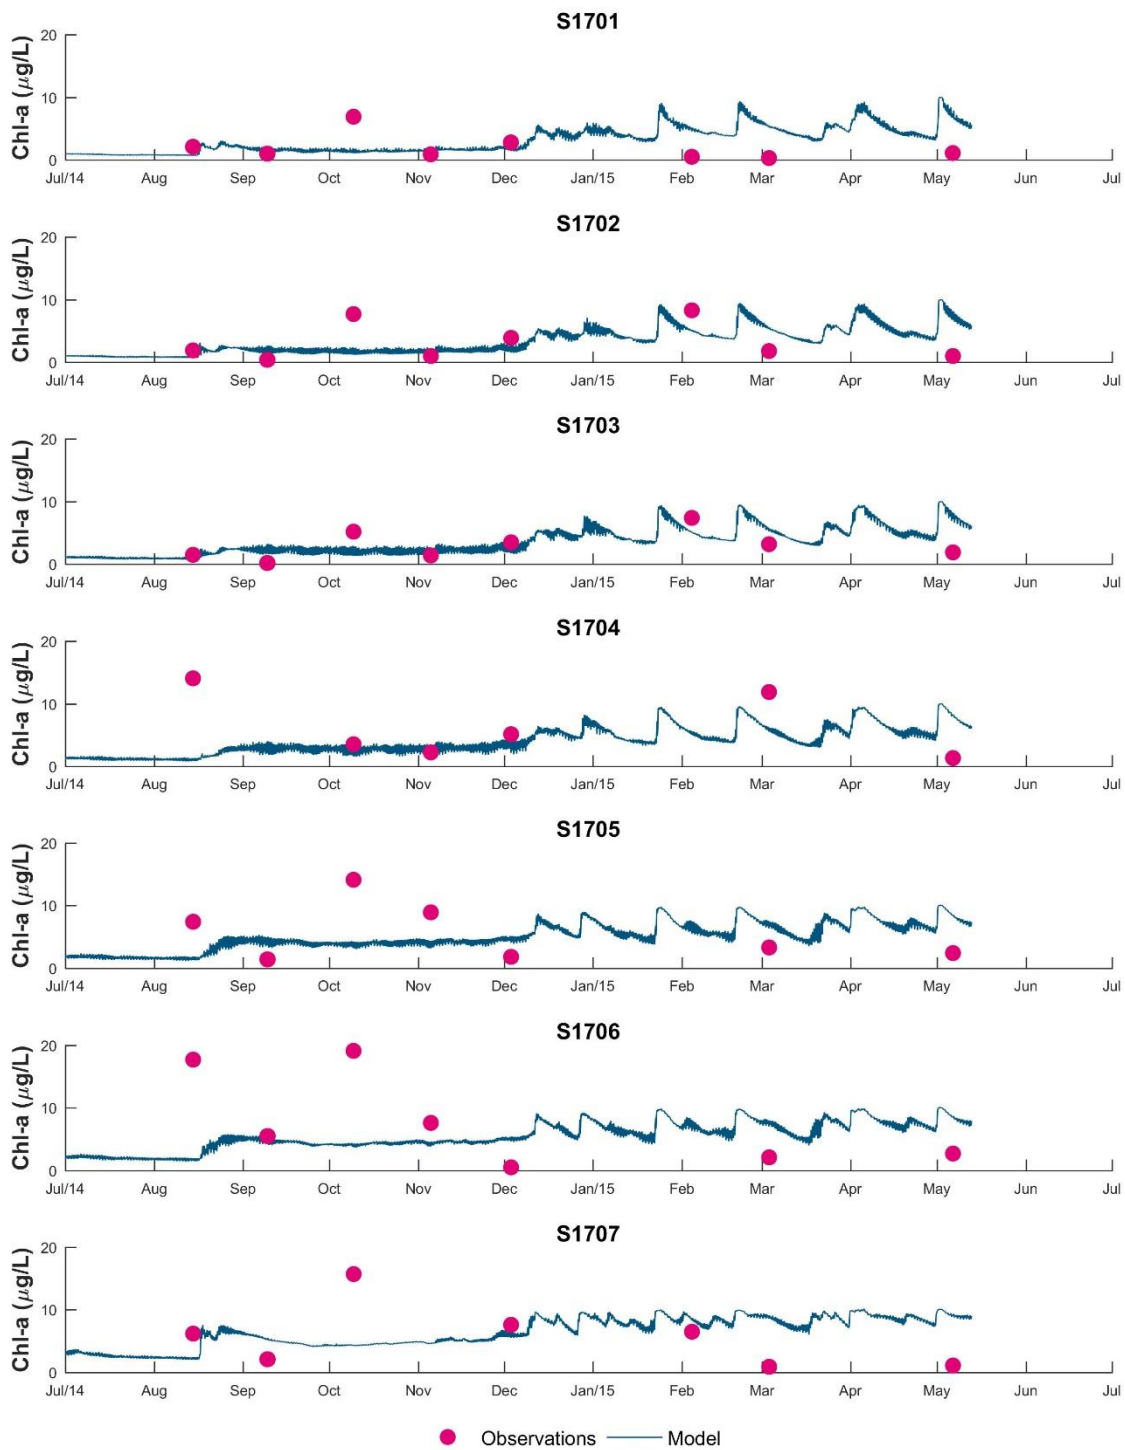 S1701
Chl-a (μg/L)
20
10
0
Jul/14 Aug Sep Oct Nov Dec Jan/15 Feb Mar Apr May Jun Jul
S1702
Chl-a (μg/L)
20
10
0
Jul/14 Aug Sep Oct Nov Dec Jan/15 Feb Mar Apr May Jun Jul
S1703
Chl-a (μg/L)
20
10
0
Jul/14 Aug Sep Oct Nov Dec Jan/15 Feb Mar Apr May Jun Jul
S1704
Chl-a (μg/L)
20
10
0
Jul/14 Aug Sep Oct Nov Dec Jan/15 Feb Mar Apr May Jun Jul
S1705
Chl-a (μg/L)
20
10
0
Jul/14 Aug Sep Oct Nov Dec Jan/15 Feb Mar Apr May Jun Jul
S1706
Chl-a (μg/L)
20
10
0
Jul/14 Aug Sep Oct Nov Dec Jan/15 Feb Mar Apr May Jun Jul
S1707
Chl-a (μg/L)
20
10
0
Jul/14 Aug Sep Oct Nov Dec Jan/15 Feb Mar Apr May Jun Jul
Observations Model